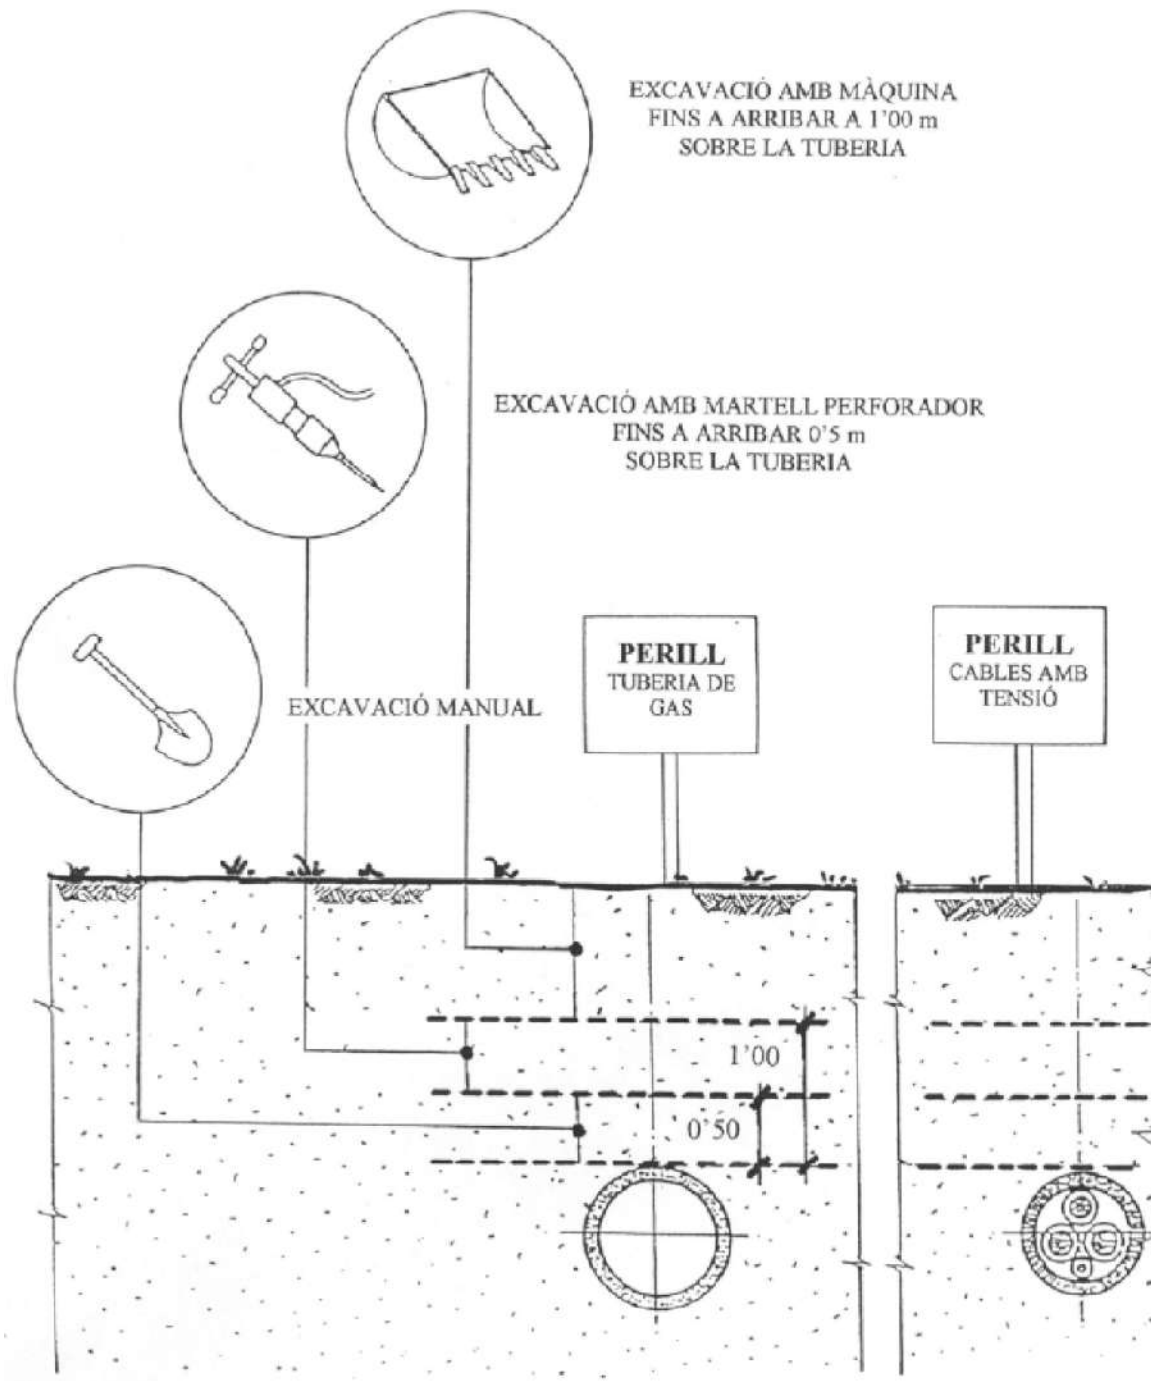 EXCAVACIÓ AMB MÀQUINA
FINS A ARRIBAR A 1'00 m
SOBRE LA TUBERIA
EXCAVACIÓ AMB MARTELL PERFORADOR
FINS A ARRIBAR 0'5 m
SOBRE LA TUBERIA
EXCAVACIÓ MANUAL
PERILL
TUBERIA DE
GAS
PERILL
CABLES AMB
TENSIÓ
1'00
0'50